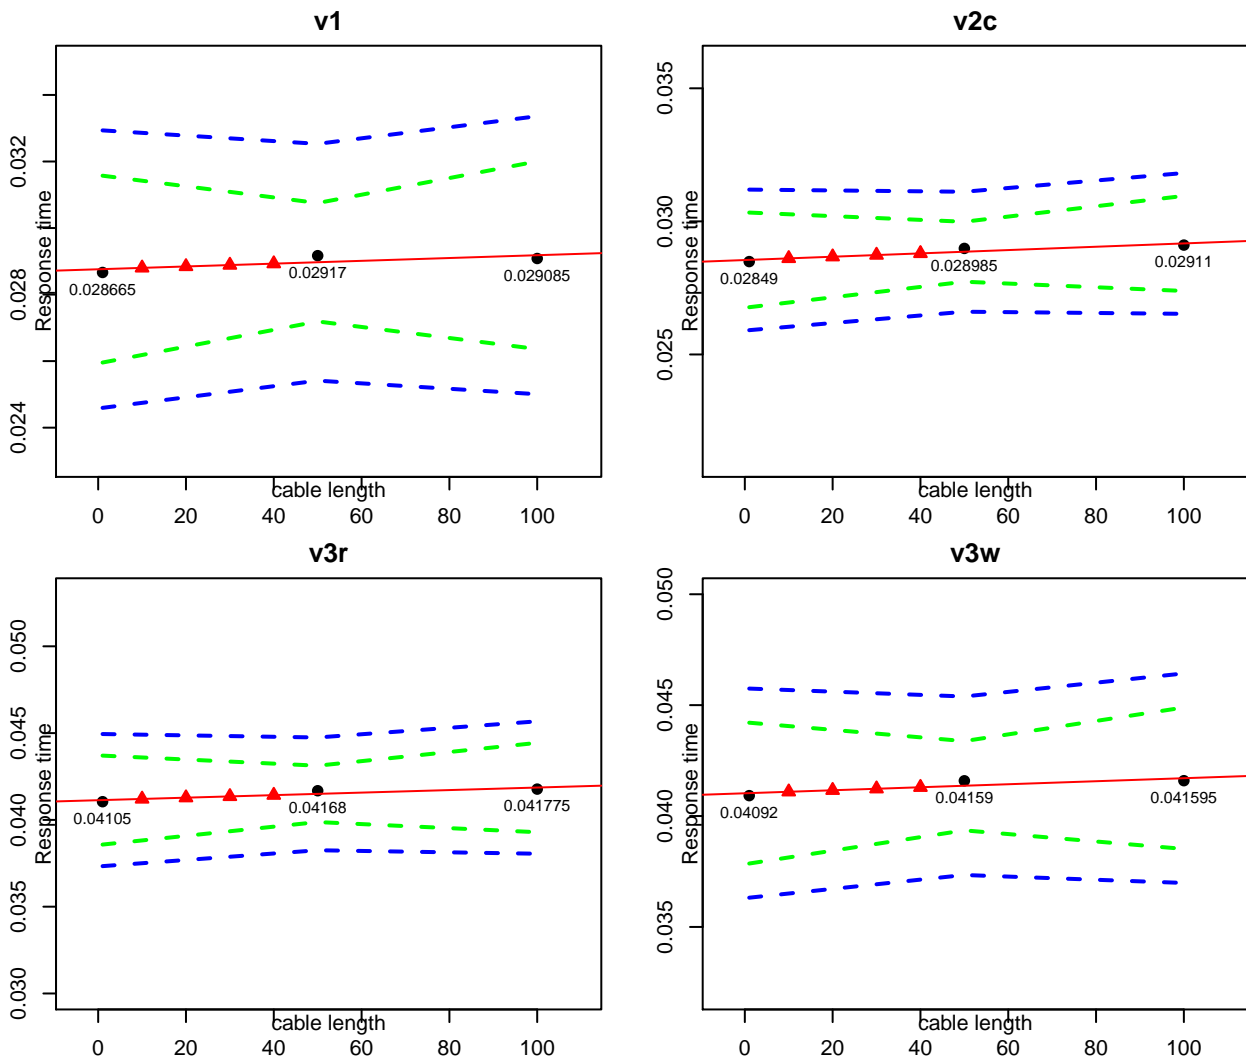 v1
0.032
0.028
0.024
Response time
0.028665
0.02917
0.029085
cable length
0 20 40 60 80 100
v2c
0.035
0.030
0.025
Response time
0.02849
0.028985
0.02911
cable length
0 20 40 60 80 100
v3r
0.050
0.045
0.040
0.035
0.030
Response time
0.04105
0.04168
0.041775
cable length
0 20 40 60 80 100
v3w
0.050
0.045
0.040
0.035
Response time
0.04092
0.04159
0.041595
cable length
0 20 40 60 80 100